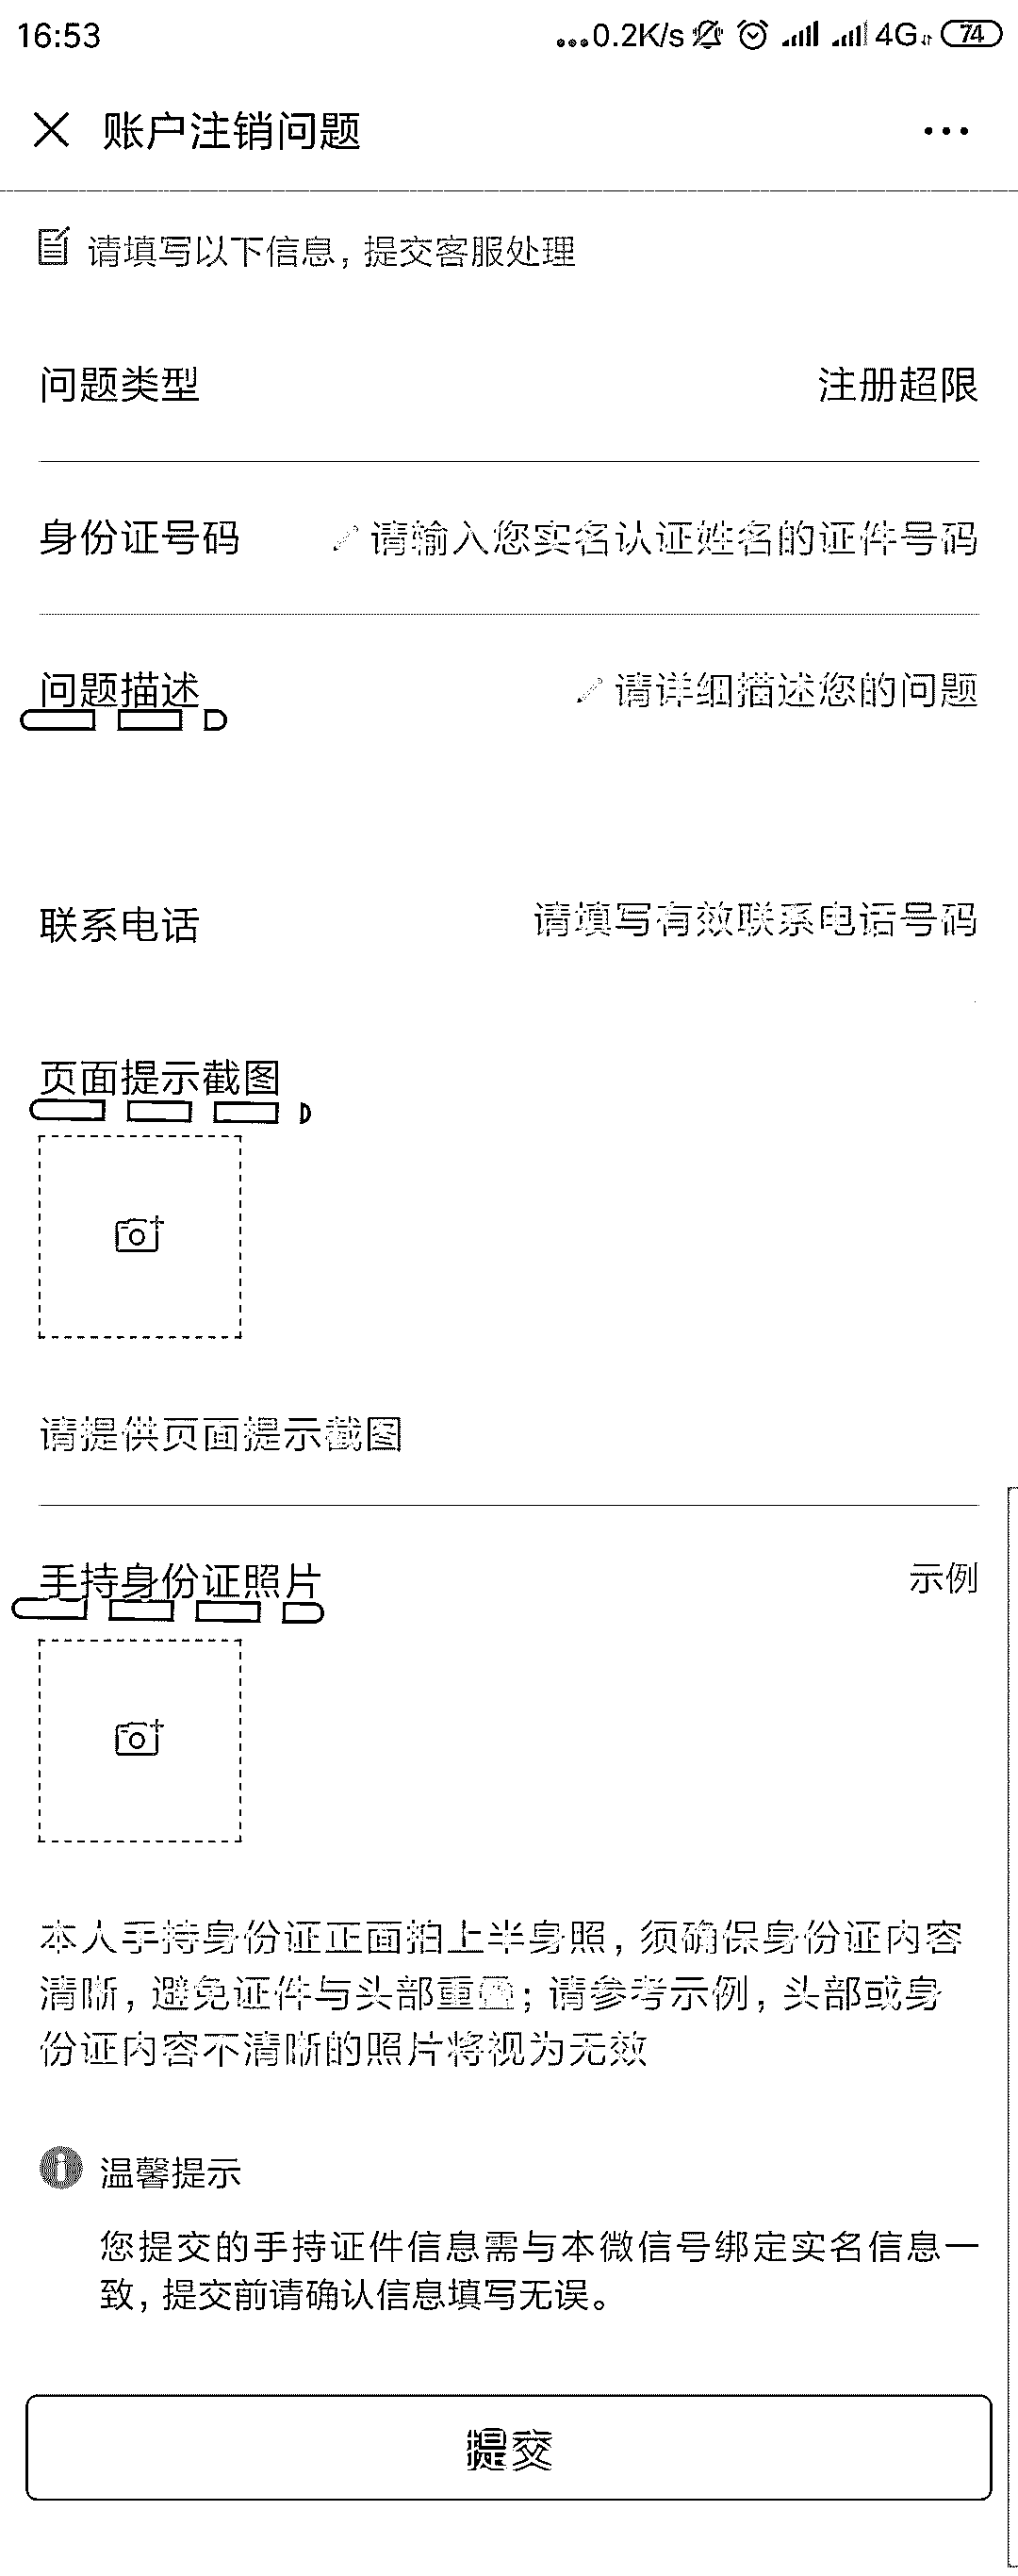 16:53
...0.2K/s 4G 74
账户注销问题
请填写以下信息，提交客服处理
问题类型 注册超限
身份证号码 请输入您实名认证姓名的证件号码
问题描述 请详细描述您的问题
联系电话 请填写有效联系电话号码
页面提示截图
请提供页面提示截图
手持身份证照片 示例
本人手持身份证正面拍上半身照，须确保身份证内容
清晰，避免证件与头部重叠；请参考示例，头部或身
份证内容不清晰的照片将视为无效
温馨提示
您提交的手持证件信息需与本微信号绑定实名信息一
致，提交前请确认信息填写无误。
提交